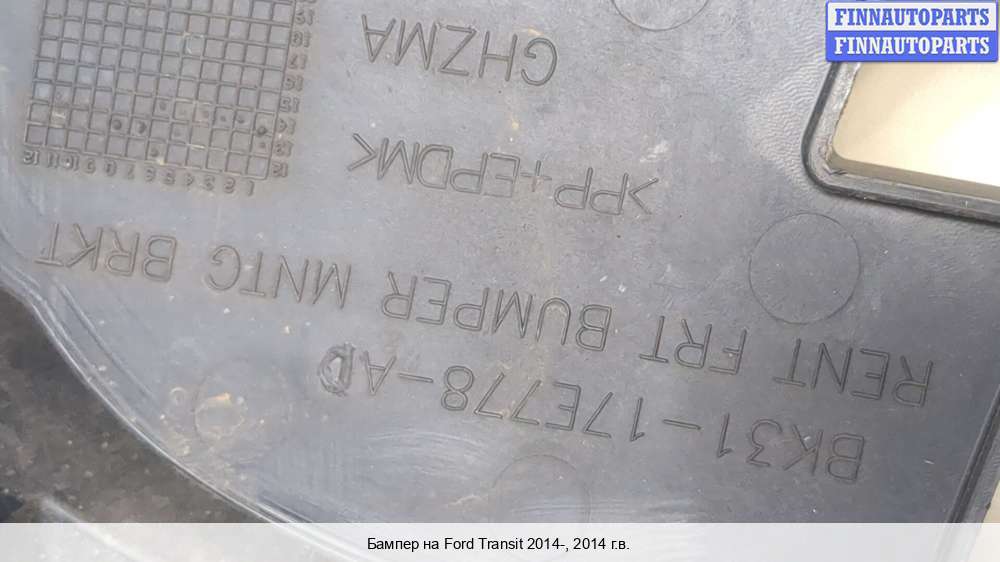 FINNAUTOPARTS
FINNAUTOPARTS
BK31-17E778-AD
RENT FRT BUMPER MNTG BRKT
>PP+EPDM<
GHZMA
Бампер на Ford Transit 2014-, 2014 г.в.